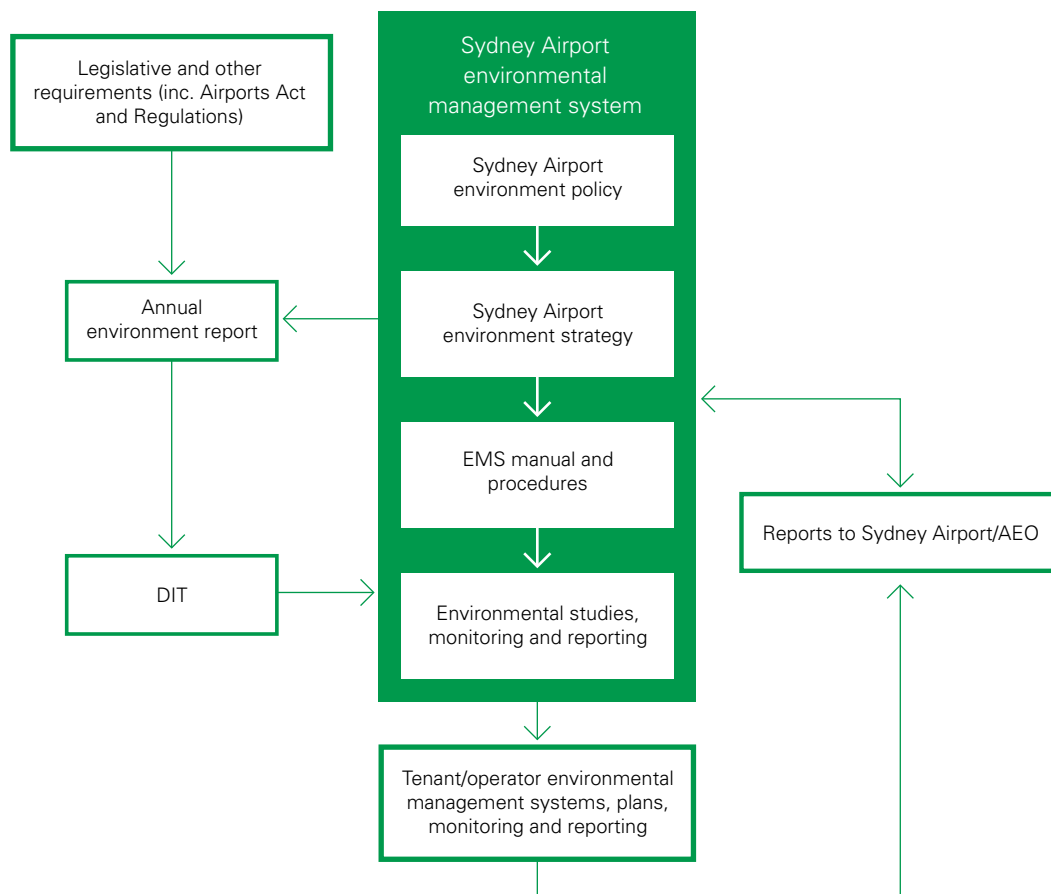 Legislative and other
requirements (inc. Airports Act
and Regulations)
Sydney Airport
environmental
management system
Sydney Airport
environment policy
Annual
environment report
Sydney Airport
environment strategy
EMS manual and
procedures
Reports to Sydney Airport/AEO
DIT
Environmental studies,
monitoring and reporting
Tenant/operator environmental
management systems, plans,
monitoring and reporting